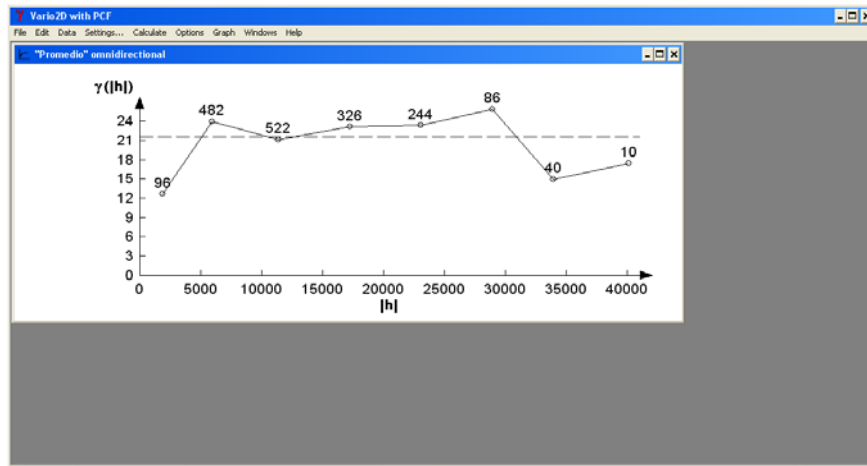 Vario2D with PCF
File Edit Data Settings... Calculate Options Graph Windows Help
"Promedio" omnidirectional
γ(|h|)
482
522
326
244
86
96
40
10
24
21
18
15
12
9
6
3
0
0 5000 10000 15000 20000 25000 30000 35000 40000
|h|